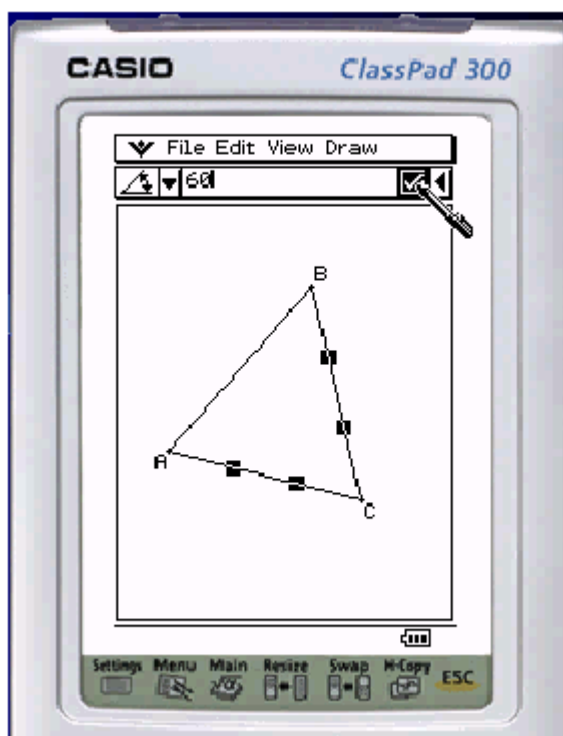 CASIO ClassPad 300
File Edit View Draw
60
B
A
C
Settings Menu Main Resize Swap M-Copy ESC